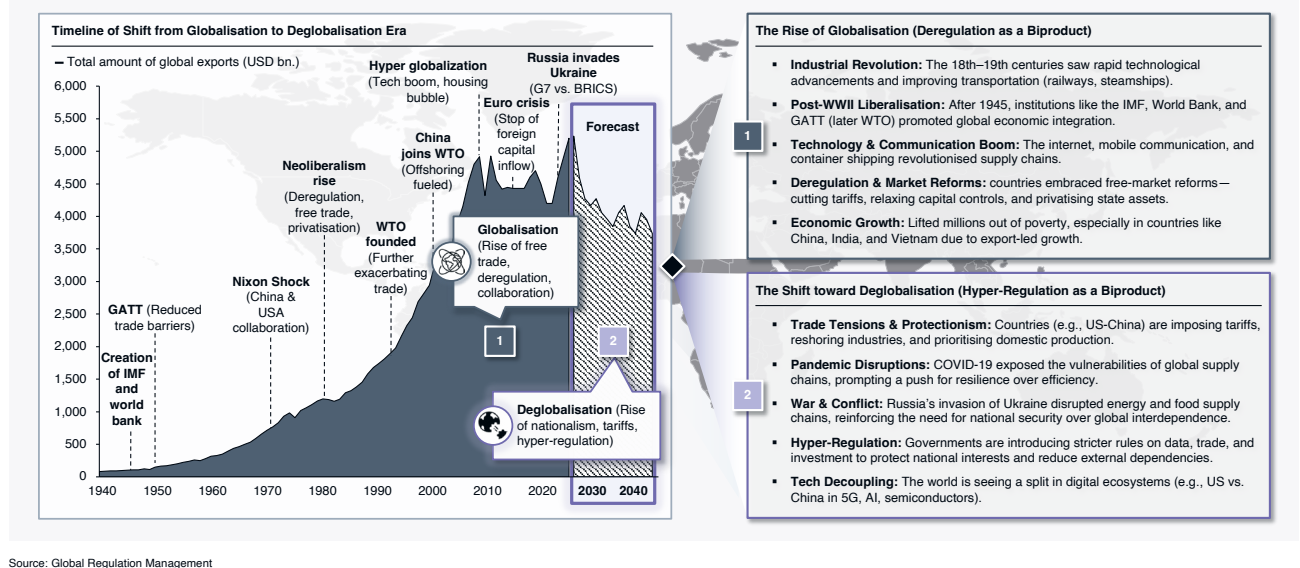 Timeline of Shift from Globalisation to Deglobalisation Era
Total amount of global exports (USD bn.)
6,000
5,500
5,000
4,500
4,000
3,500
3,000
2,500
2,000
1,500
1,000
500
0
1940
1950
1960
1970
1980
1990
2000
2010
2020
2030
2040
Creation
of IMF
and
world
bank
GATT (Reduced
trade barriers)
Nixon Shock
(China &
USA
collaboration)
Neoliberalism
rise
(Deregulation,
free trade,
privatisation)
WTO
founded
(Further
exacerbating
trade)
China
joins WTO
(Offshoring
fueled)
Hyper globalization
(Tech boom, housing
bubble)
Euro crisis
(Stop of
foreign
capital
inflow)
Russia invades
Ukraine
(G7 vs. BRICS)
Forecast
Globalisation
(Rise of free
trade,
deregulation,
collaboration)
1
2
Deglobalisation (Rise
of nationalism, tariffs,
hyper-regulation)
The Rise of Globalisation (Deregulation as a Biproduct)
1
▪ Industrial Revolution: The 18th–19th centuries saw rapid technological
advancements and improving transportation (railways, steamships).
▪ Post-WWII Liberalisation: After 1945, institutions like the IMF, World Bank, and
GATT (later WTO) promoted global economic integration.
▪ Technology & Communication Boom: The internet, mobile communication, and
container shipping revolutionised supply chains.
▪ Deregulation & Market Reforms: countries embraced free-market reforms—
cutting tariffs, relaxing capital controls, and privatising state assets.
▪ Economic Growth: Lifted millions out of poverty, especially in countries like
China, India, and Vietnam due to export-led growth.
The Shift toward Deglobalisation (Hyper-Regulation as a Biproduct)
2
▪ Trade Tensions & Protectionism: Countries (e.g., US-China) are imposing tariffs,
reshoring industries, and prioritising domestic production.
▪ Pandemic Disruptions: COVID-19 exposed the vulnerabilities of global supply
chains, prompting a push for resilience over efficiency.
▪ War & Conflict: Russia’s invasion of Ukraine disrupted energy and food supply
chains, reinforcing the need for national security over global interdependence.
▪ Hyper-Regulation: Governments are introducing stricter rules on data, trade, and
investment to protect national interests and reduce external dependencies.
▪ Tech Decoupling: The world is seeing a split in digital ecosystems (e.g., US vs.
China in 5G, AI, semiconductors).
Source: Global Regulation Management